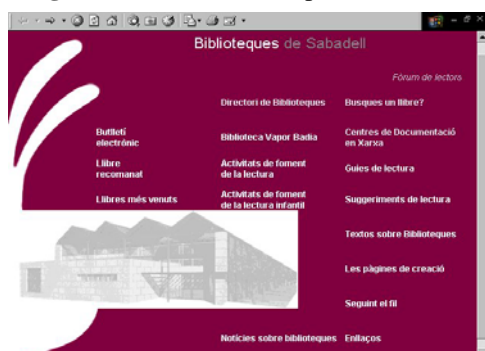 Biblioteques de Sabadell
Fòrum de lectors
Directori de Biblioteques
Busques un llibre?
Butlletí
electrònic
Biblioteca Vapor Badia
Centres de Documentació
en Xarxa
Llibre
recomanat
Activitats de foment
de la lectura
Guies de lectura
Llibres més venuts
Activitats de foment
de la lectura infantil
Suggeriments de lectura
Textos sobre Biblioteques
Les pàgines de creació
Seguint el fil
Notícies sobre biblioteques
Enllaços